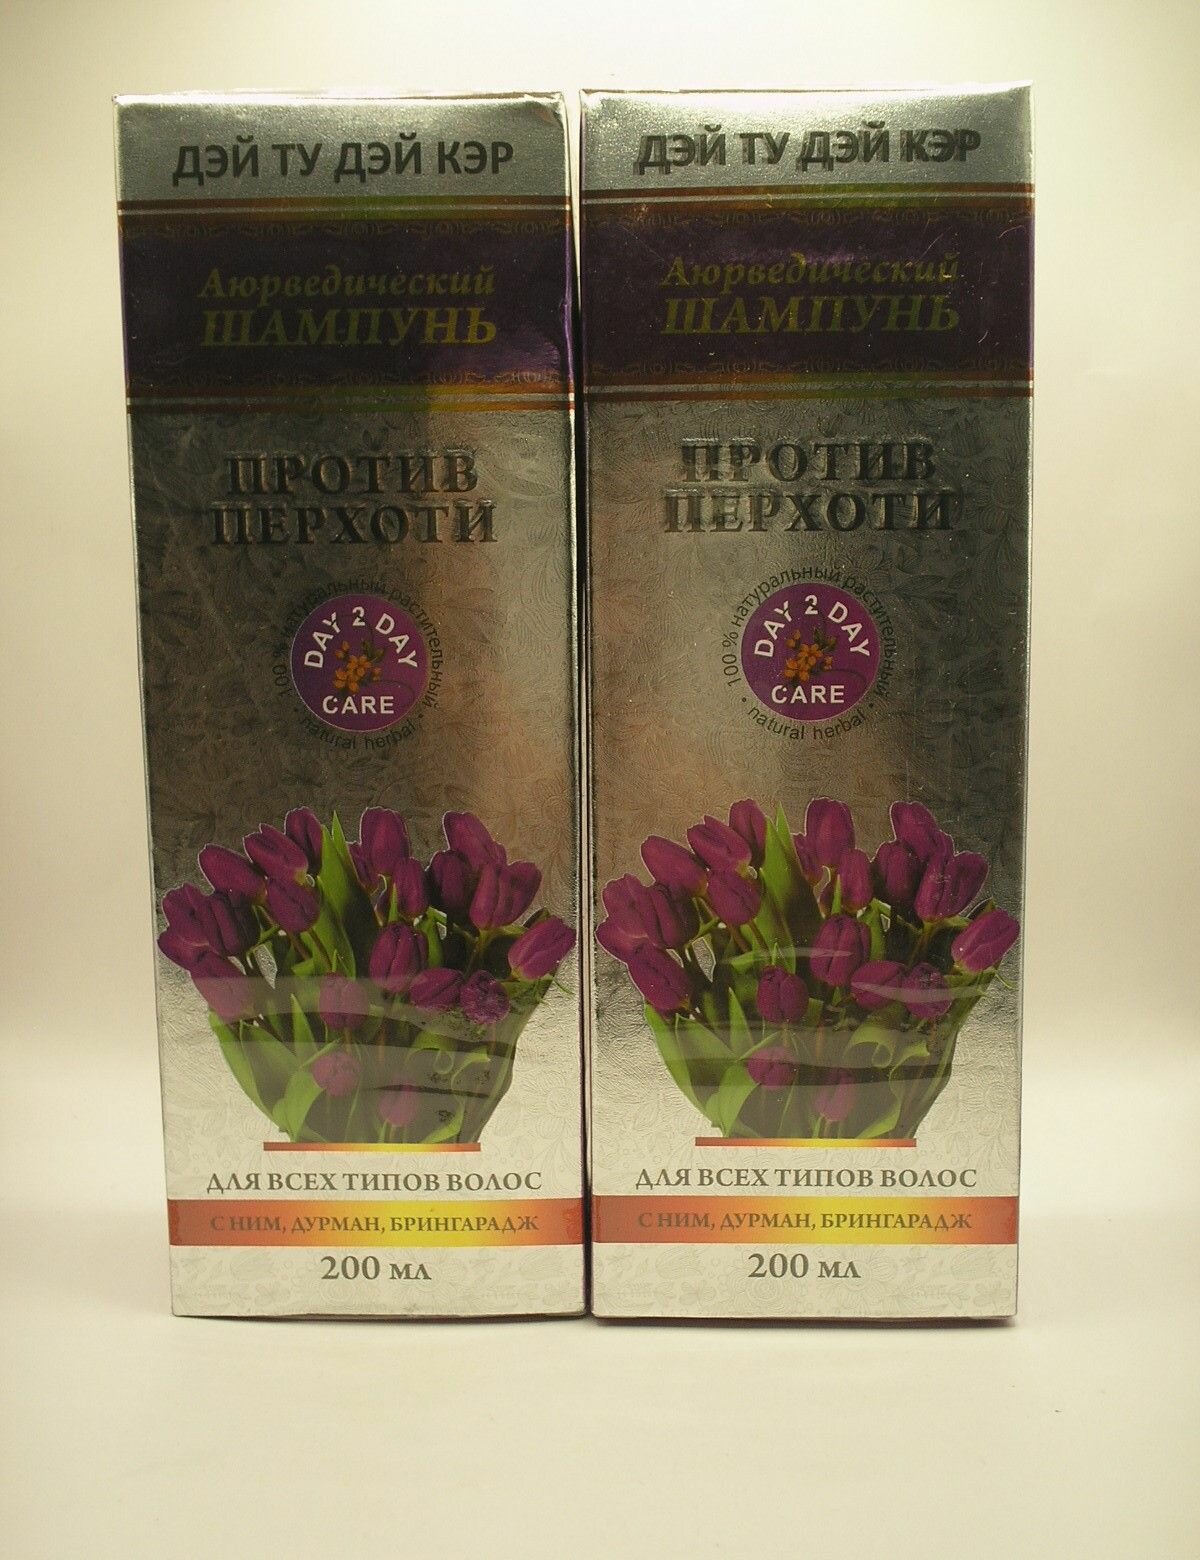 ДЭЙ ТУ ДЭЙ КЭР
Аюрведический
ШАМПУНЬ
ПРОТИВ
ПЕРХОТИ
100 % натуральный растительный
DAY 2 DAY
CARE
• natural herbal •
ДЛЯ ВСЕХ ТИПОВ ВОЛОС
С НИМ, ДУРМАН, БРИНГАРАДЖ
200 мл
ДЭЙ ТУ ДЭЙ КЭР
Аюрведический
ШАМПУНЬ
ПРОТИВ
ПЕРХОТИ
100 % натуральный растительный
DAY 2 DAY
CARE
• natural herbal •
ДЛЯ ВСЕХ ТИПОВ ВОЛОС
С НИМ, ДУРМАН, БРИНГАРАДЖ
200 мл